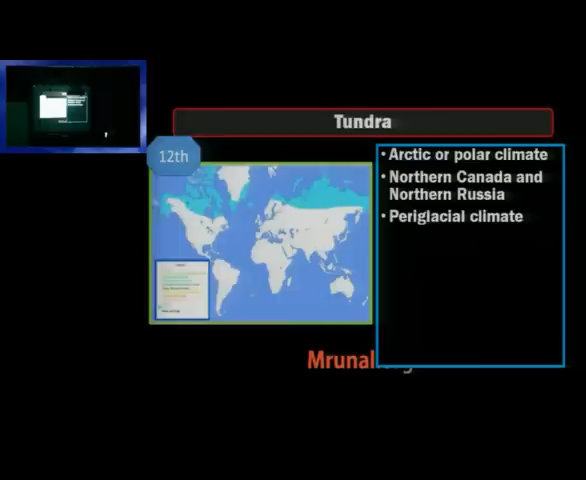 Tundra
12th
• Arctic or polar climate
• Northern Canada and
Northern Russia
• Periglacial climate
Mrunal